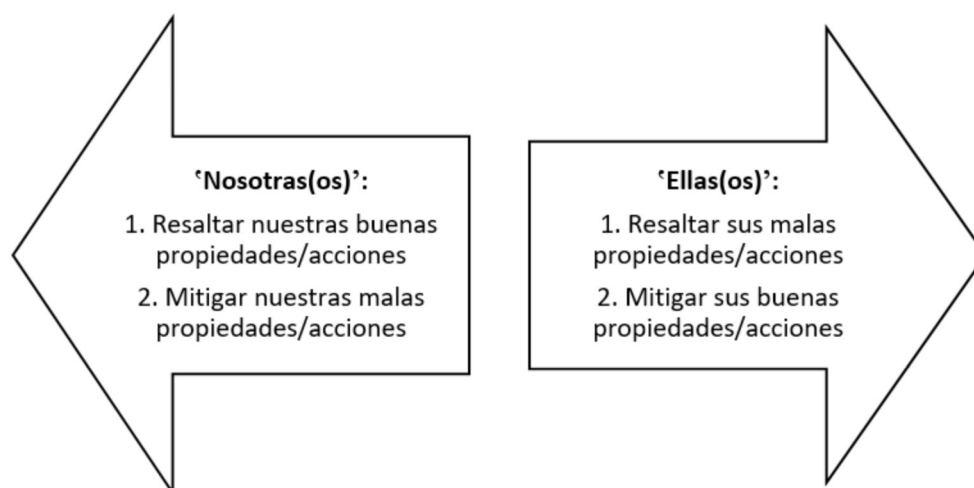 ‘Nosotras(os)’:
1. Resaltar nuestras buenas
propiedades/acciones
2. Mitigar nuestras malas
propiedades/acciones
‘Ellas(os)’:
1. Resaltar sus malas
propiedades/acciones
2. Mitigar sus buenas
propiedades/acciones